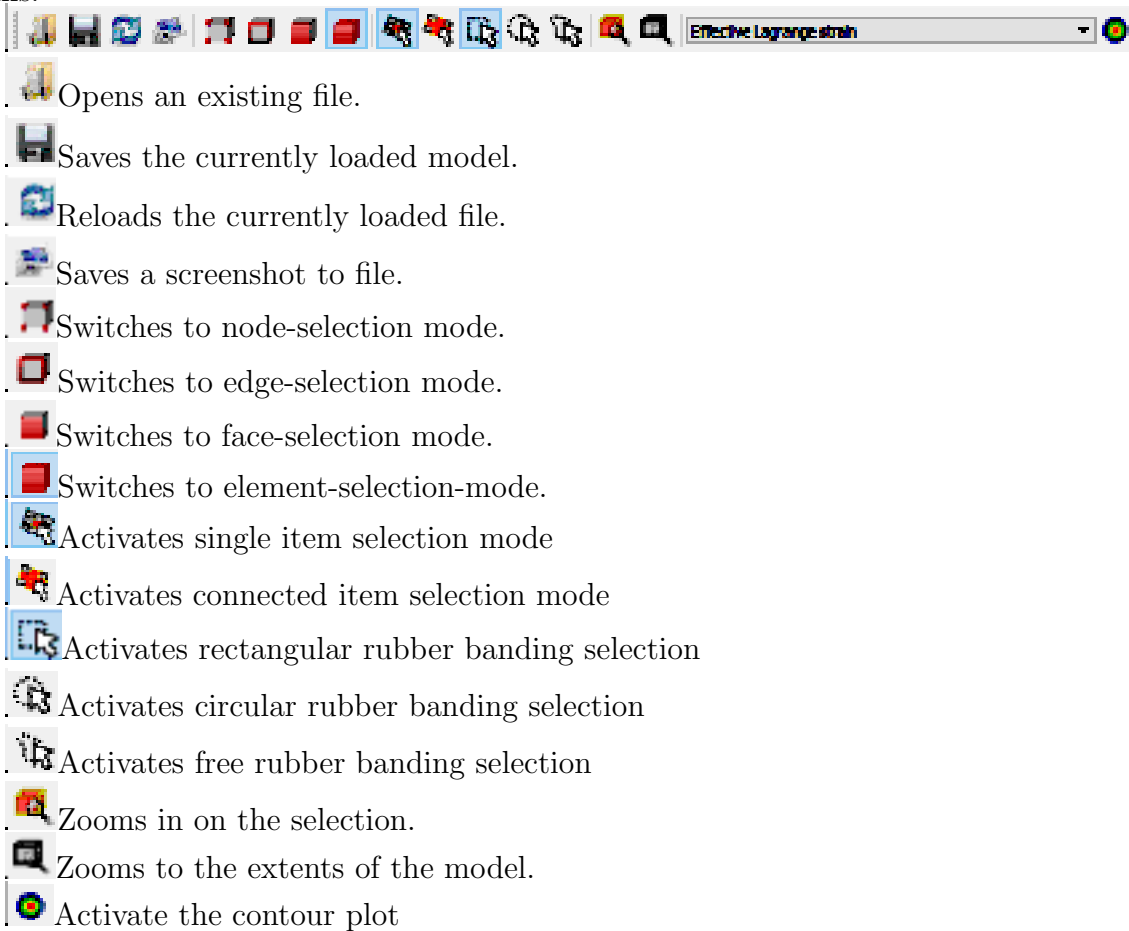 Effective Lagrange strain
Opens an existing file.
Saves the currently loaded model.
Reloads the currently loaded file.
Saves a screenshot to file.
Switches to node-selection mode.
Switches to edge-selection mode.
Switches to face-selection mode.
Switches to element-selection-mode.
Activates single item selection mode
Activates connected item selection mode
Activates rectangular rubber banding selection
Activates circular rubber banding selection
Activates free rubber banding selection
Zooms in on the selection.
Zooms to the extents of the model.
Activate the contour plot